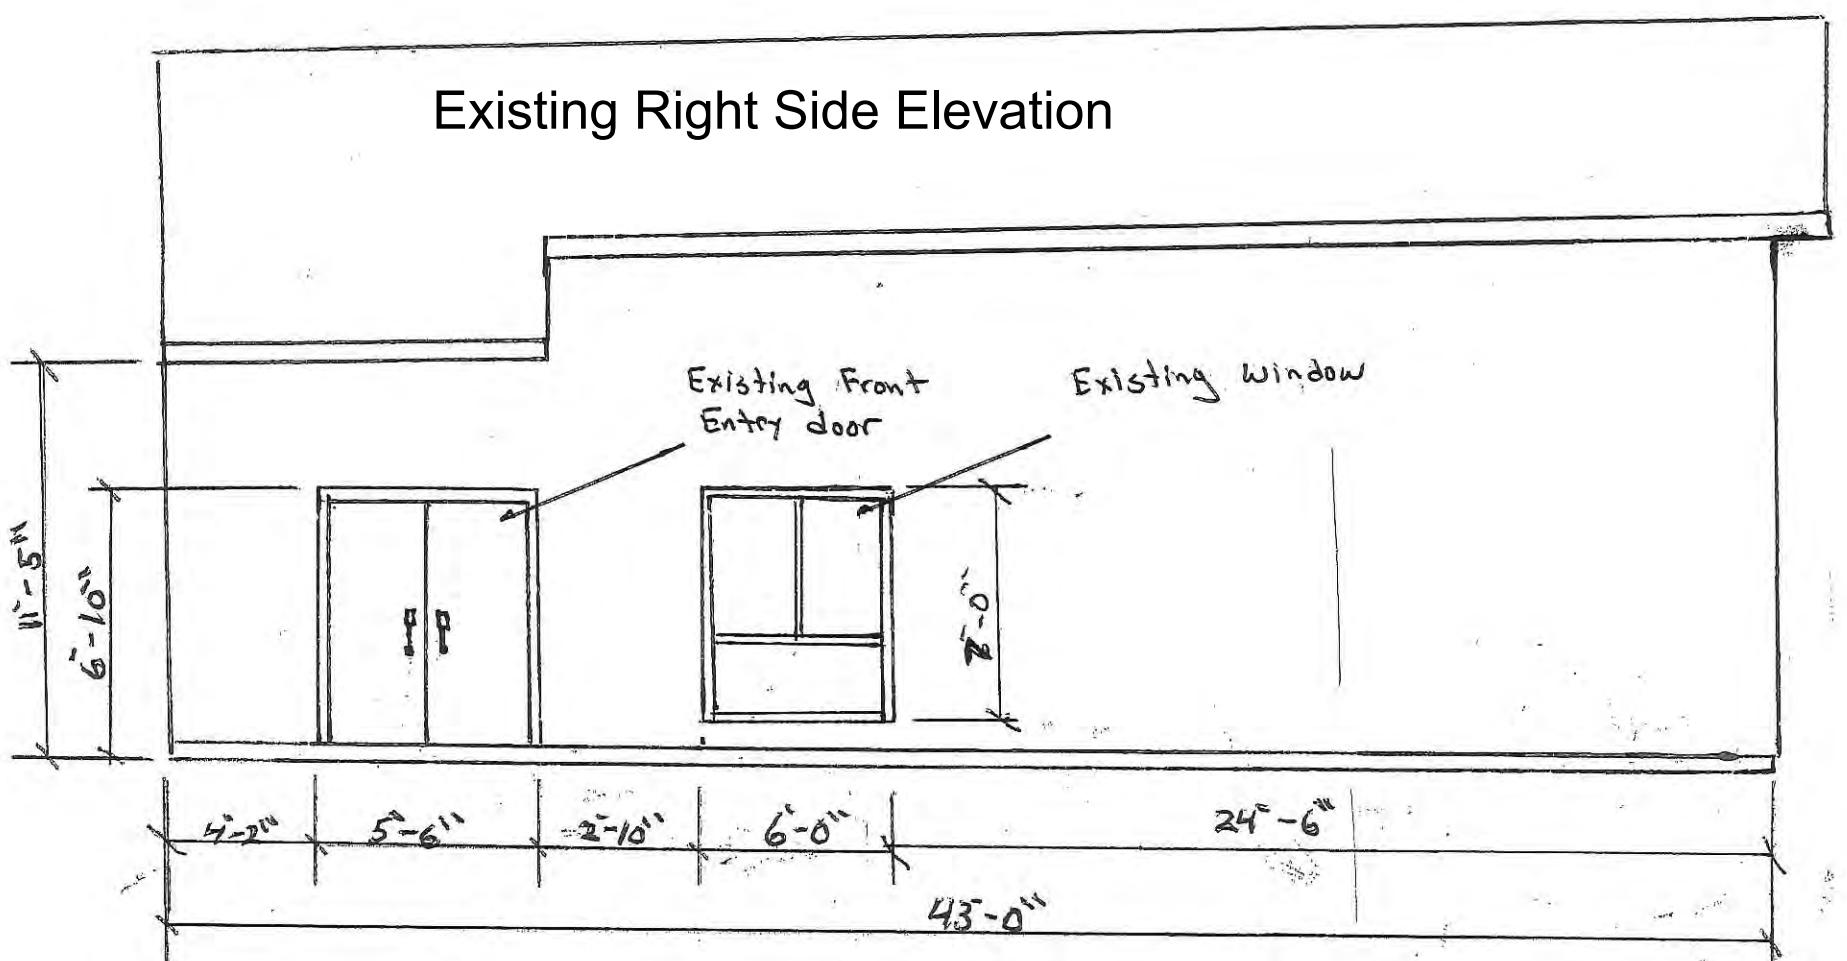 Existing Right Side Elevation
Existing Front
Entry door
Existing Window
11'-5"
6'-10"
4'-2"
5'-6"
2'-10"
6'-0"
24'-6"
43'-0"